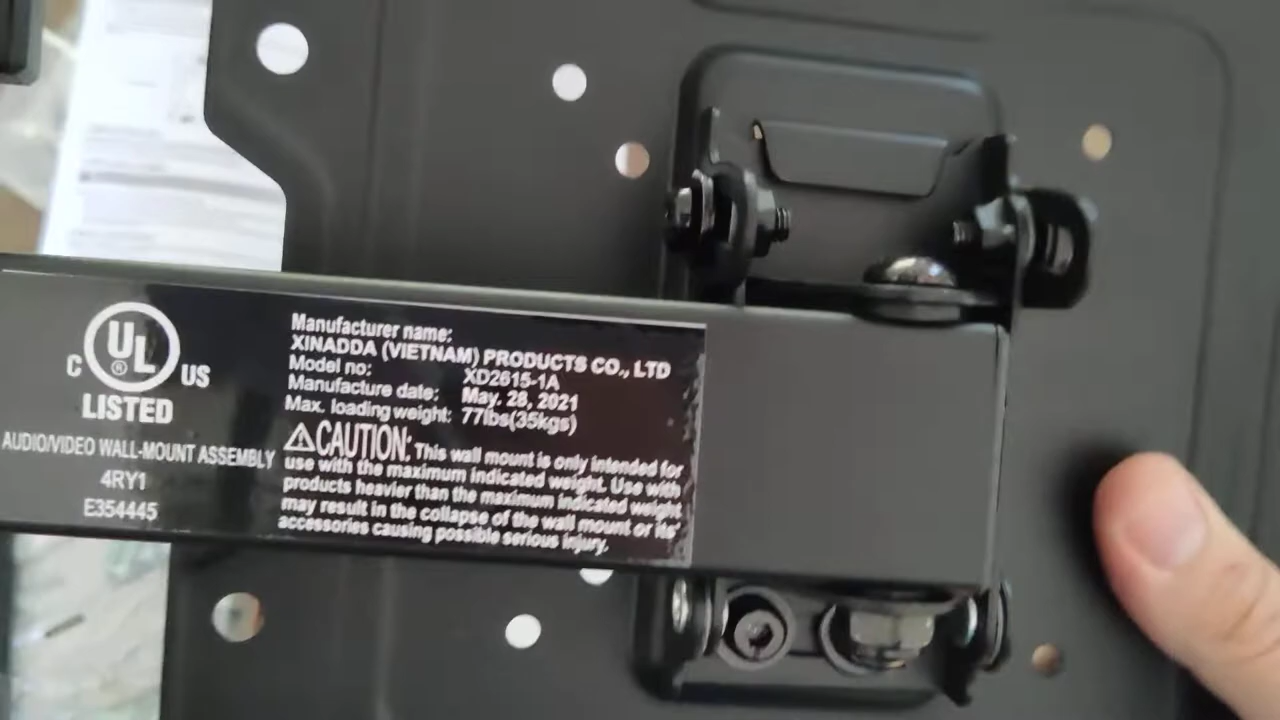 C UL ® US
LISTED
AUDIO/VIDEO WALL-MOUNT ASSEMBLY
4RY1
E354445
Manufacturer name:
XINADDA (VIETNAM) PRODUCTS CO., LTD
Model no: XD2615-1A
Manufacture date: May. 28, 2021
Max. loading weight: 77lbs(35kgs)
CAUTION: This wall mount is only intended for
use with the maximum indicated weight. Use with
products heavier than the maximum indicated weight
may result in the collapse of the wall mount or its
accessories causing possible serious injury.